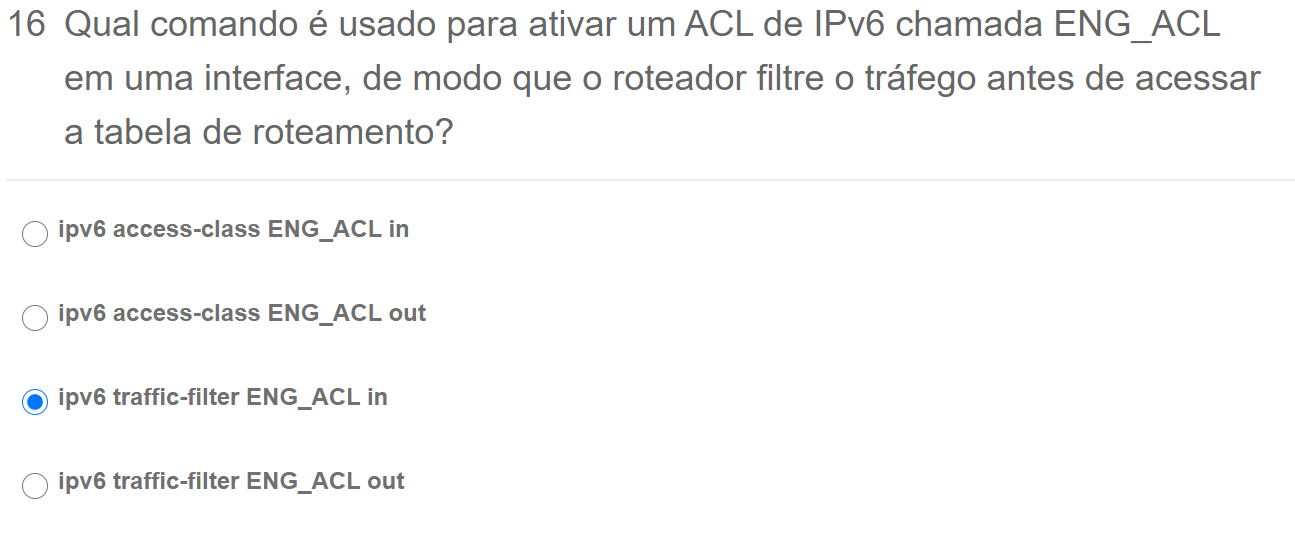 16 Qual comando é usado para ativar um ACL de IPv6 chamada ENG_ACL
em uma interface, de modo que o roteador filtre o tráfego antes de acessar
a tabela de roteamento?
ipv6 access-class ENG_ACL in
ipv6 access-class ENG_ACL out
ipv6 traffic-filter ENG_ACL in
ipv6 traffic-filter ENG_ACL out